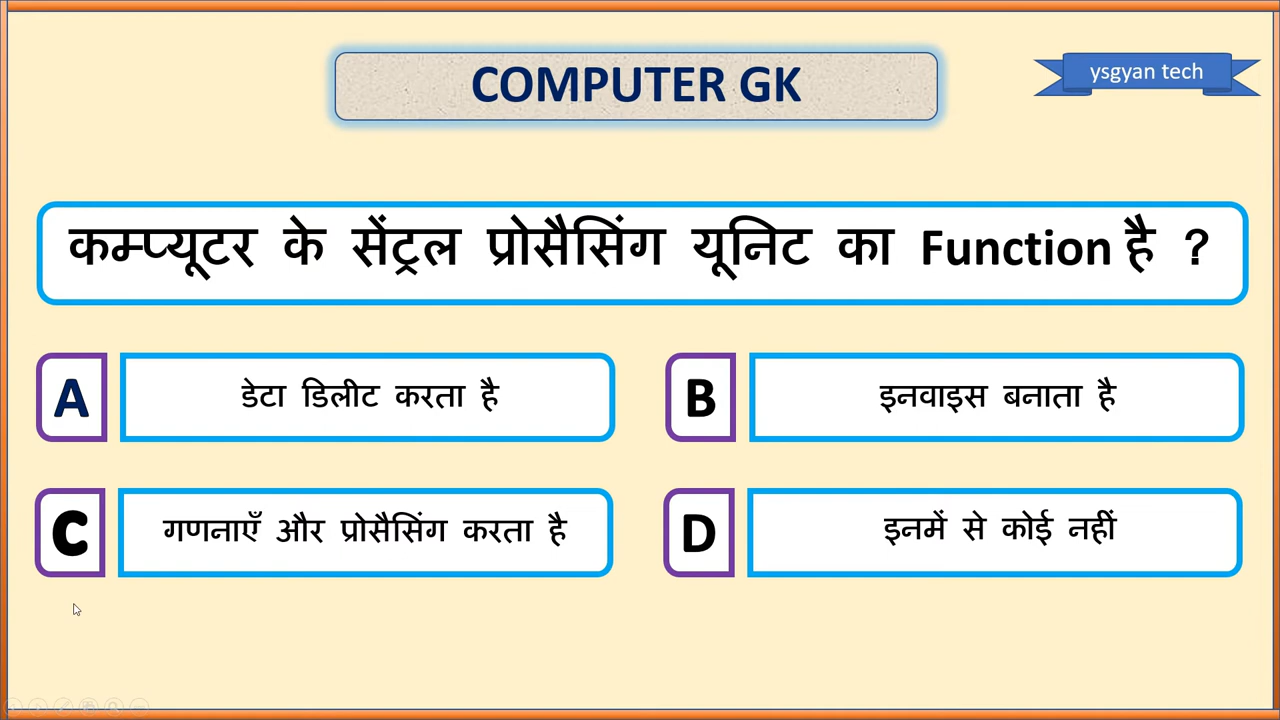 COMPUTER GK
ysgyan tech
कम्प्यूटर के सेंट्रल प्रोसैसिंग यूनिट का Function है ?
A डेटा डिलीट करता है
B इनवाइस बनाता है
C गणनाएँ और प्रोसैसिंग करता है
D इनमें से कोई नहीं